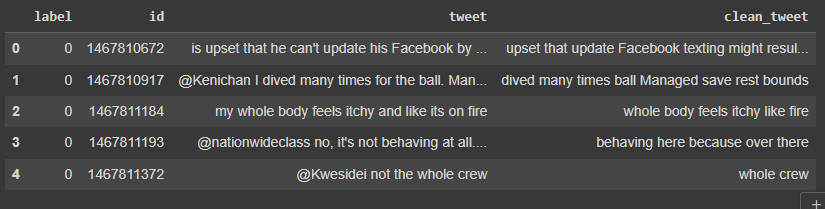 label id tweet clean_tweet
0 0 1467810672 is upset that he can't update his Facebook by ... upset that update Facebook texting might resul...
1 0 1467810917 @Kenichan I dived many times for the ball. Man... dived many times ball Managed save rest bounds
2 0 1467811184 my whole body feels itchy and like its on fire whole body feels itchy like fire
3 0 1467811193 @nationwideclass no, it's not behaving at all.... behaving here because over there
4 0 1467811372 @Kwesidei not the whole crew whole crew
+